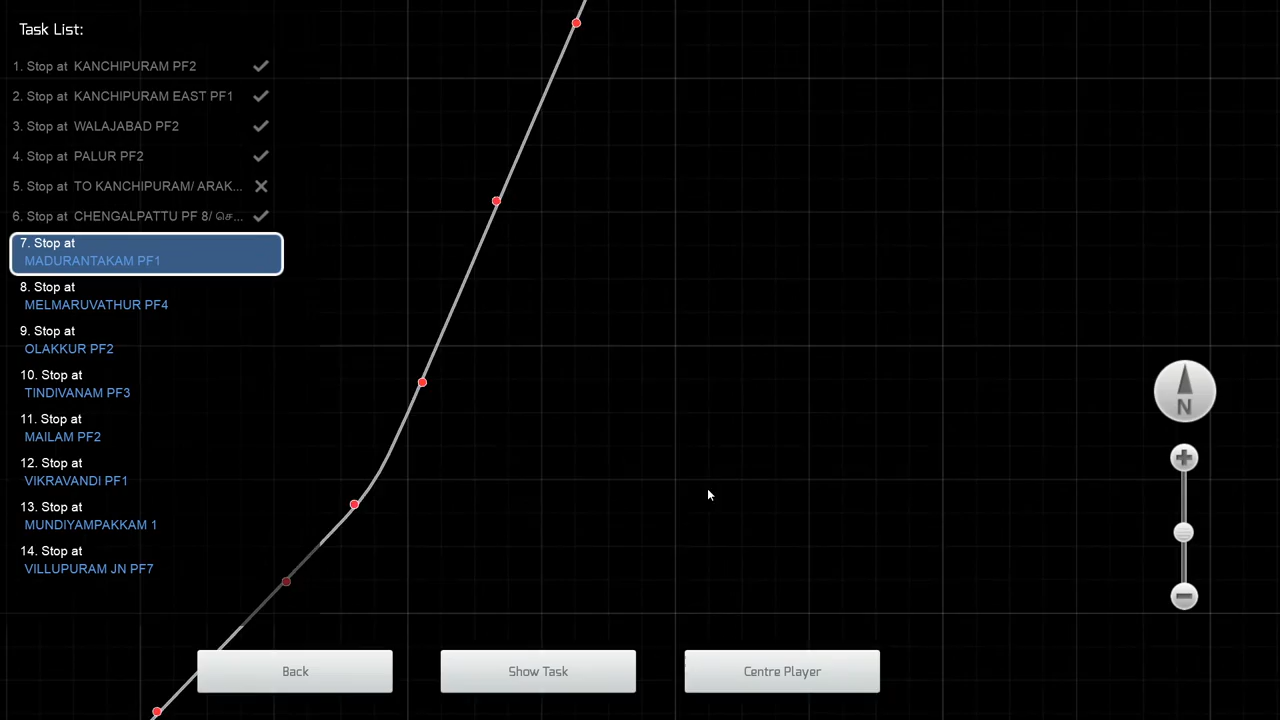 Task List:
1. Stop at KANCHIPURAM PF2
2. Stop at KANCHIPURAM EAST PF1
3. Stop at WALAJABAD PF2
4. Stop at PALUR PF2
5. Stop at TO KANCHIPURAM/ ARAK...
6. Stop at CHENGALPATTU PF 8/ செ...
7. Stop at
MADURANTAKAM PF1
8. Stop at
MELMARUVATHUR PF4
9. Stop at
OLAKKUR PF2
10. Stop at
TINDIVANAM PF3
11. Stop at
MAILAM PF2
12. Stop at
VIKRAVANDI PF1
13. Stop at
MUNDIYAMPAKKAM 1
14. Stop at
VILLUPURAM JN PF7
N
Back
Show Task
Centre Player